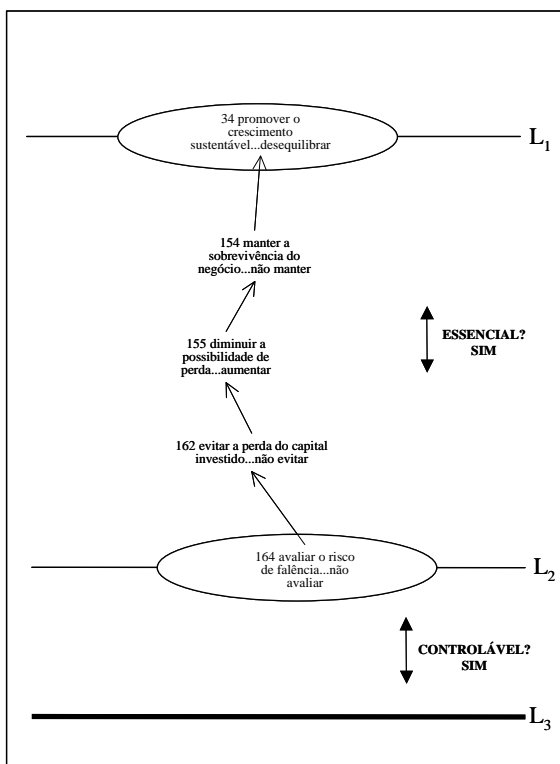 34 promover o
crescimento
sustentável...desequilibrar
L1
154 manter a
sobrevivência do
negócio...não manter
155 diminuir a
possibilidade de
perda...aumentar
ESSENCIAL?
SIM
162 evitar a perda do capital
investido...não evitar
164 avaliar o risco
de falência...não
avaliar
L2
CONTROLÁVEL?
SIM
L3